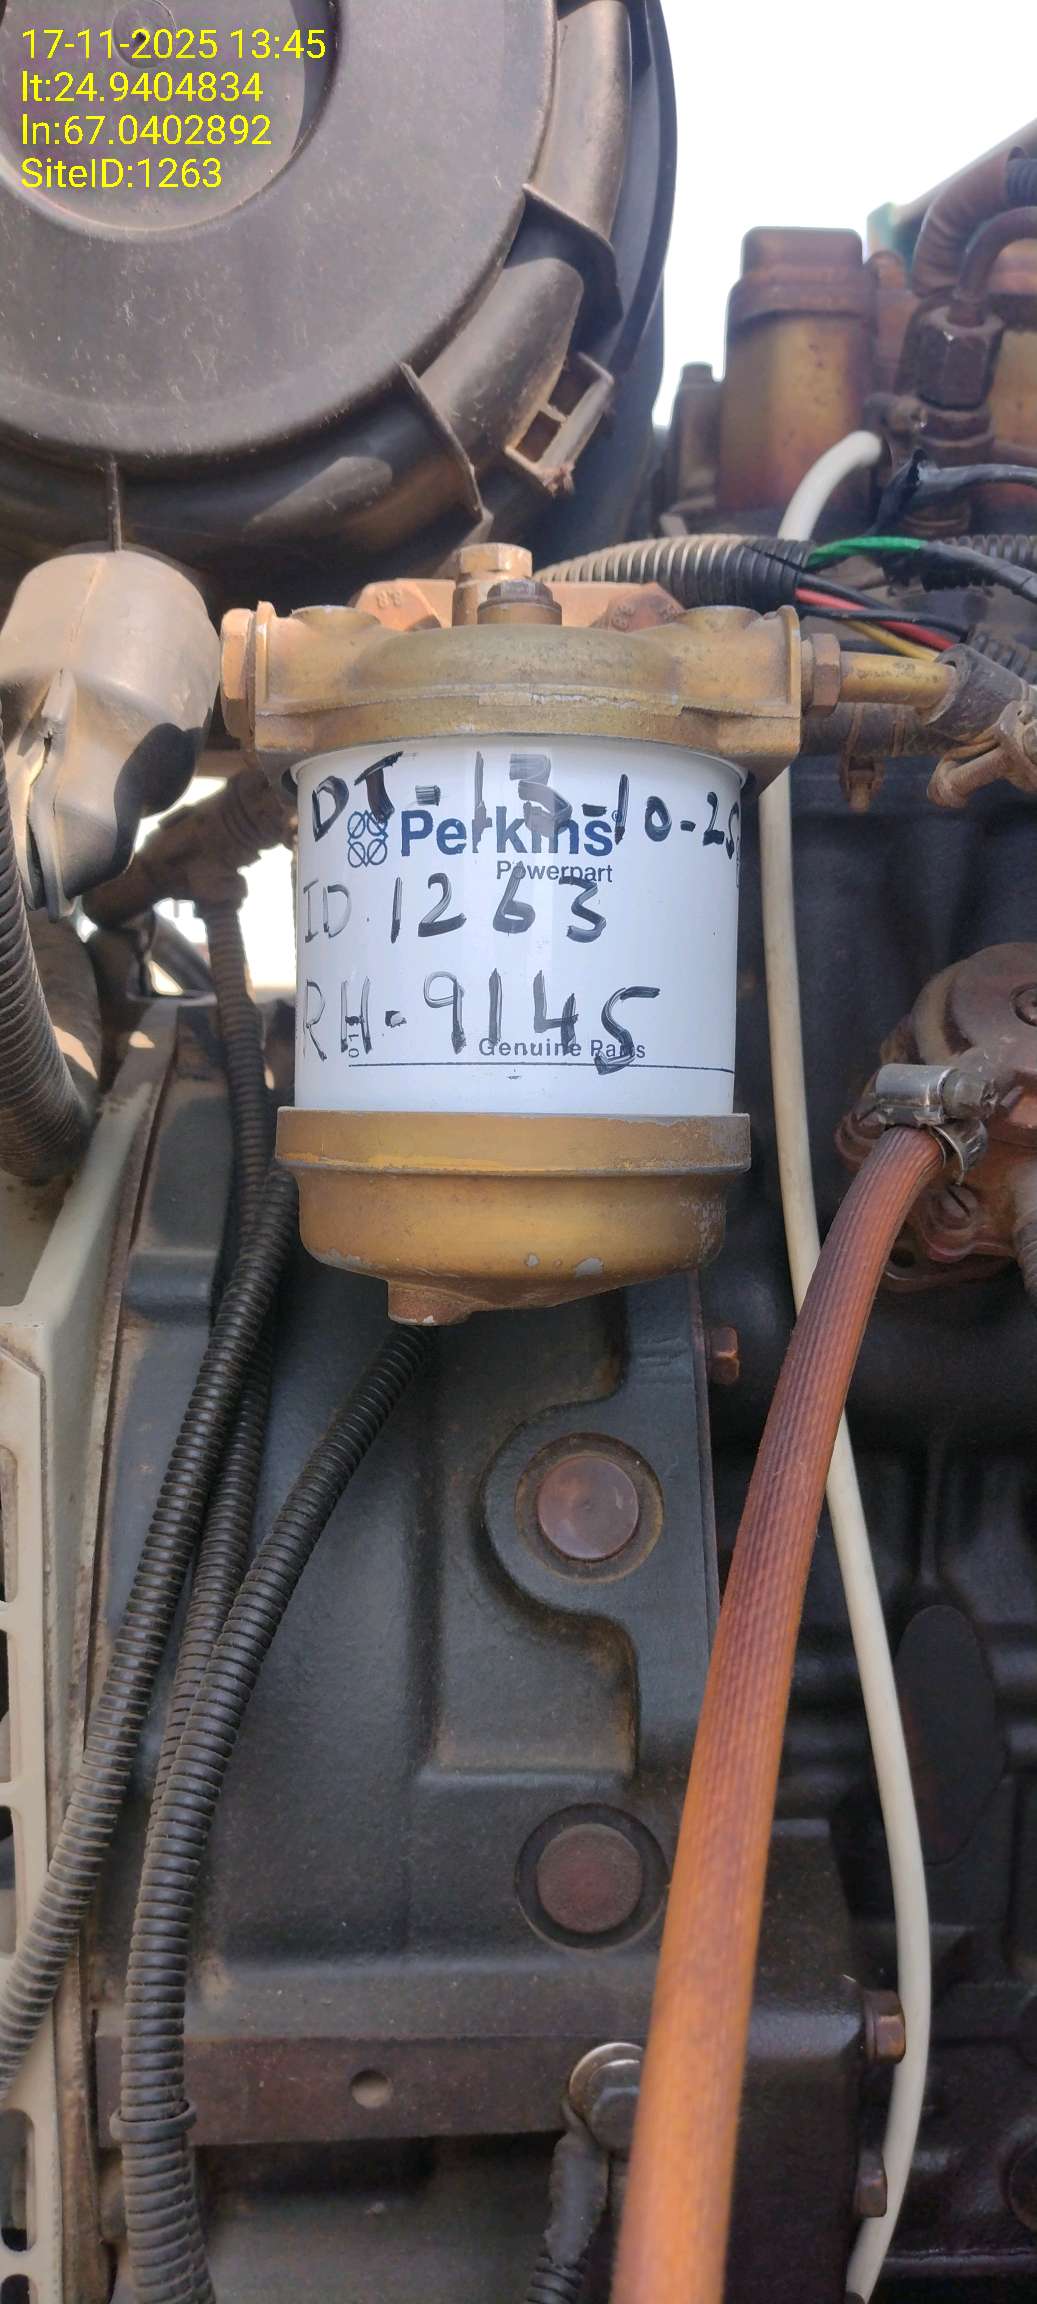 17-11-2025 13:45
lt:24.9404834
ln:67.0402892
SiteID:1263
DT-13-10-25
Perkins
Powerpart
ID. 1263
RH-9145
Genuine Parts